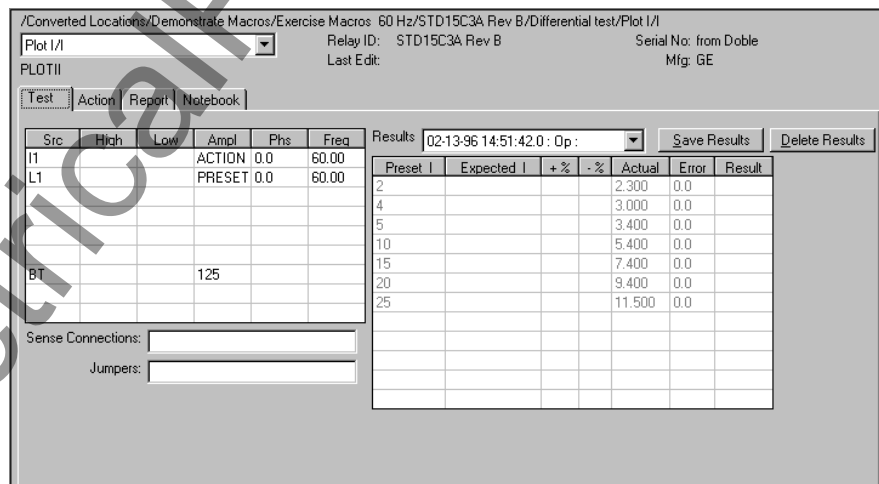 /Converted Locations/Demonstrate Macros/Exercise Macros 60 Hz/STD15C3A Rev B/Differential test/Plot I/I
Plot I/I
Relay ID: STD15C3A Rev B
Serial No: from Doble
PLOTII
Last Edit:
Mfg: GE
Test Action Report Notebook
Results 02-13-96 14:51:42.0 : Op : Save Results Delete Results
Src High Low Ampl Phs Freq
I1 ACTION 0.0 60.00
L1 PRESET 0.0 60.00
BT 125
Sense Connections:
Jumpers:
Preset I Expected I + % - % Actual Error Result
2 2.300 0.0
4 3.000 0.0
5 3.400 0.0
10 5.400 0.0
15 7.400 0.0
20 9.400 0.0
25 11.500 0.0